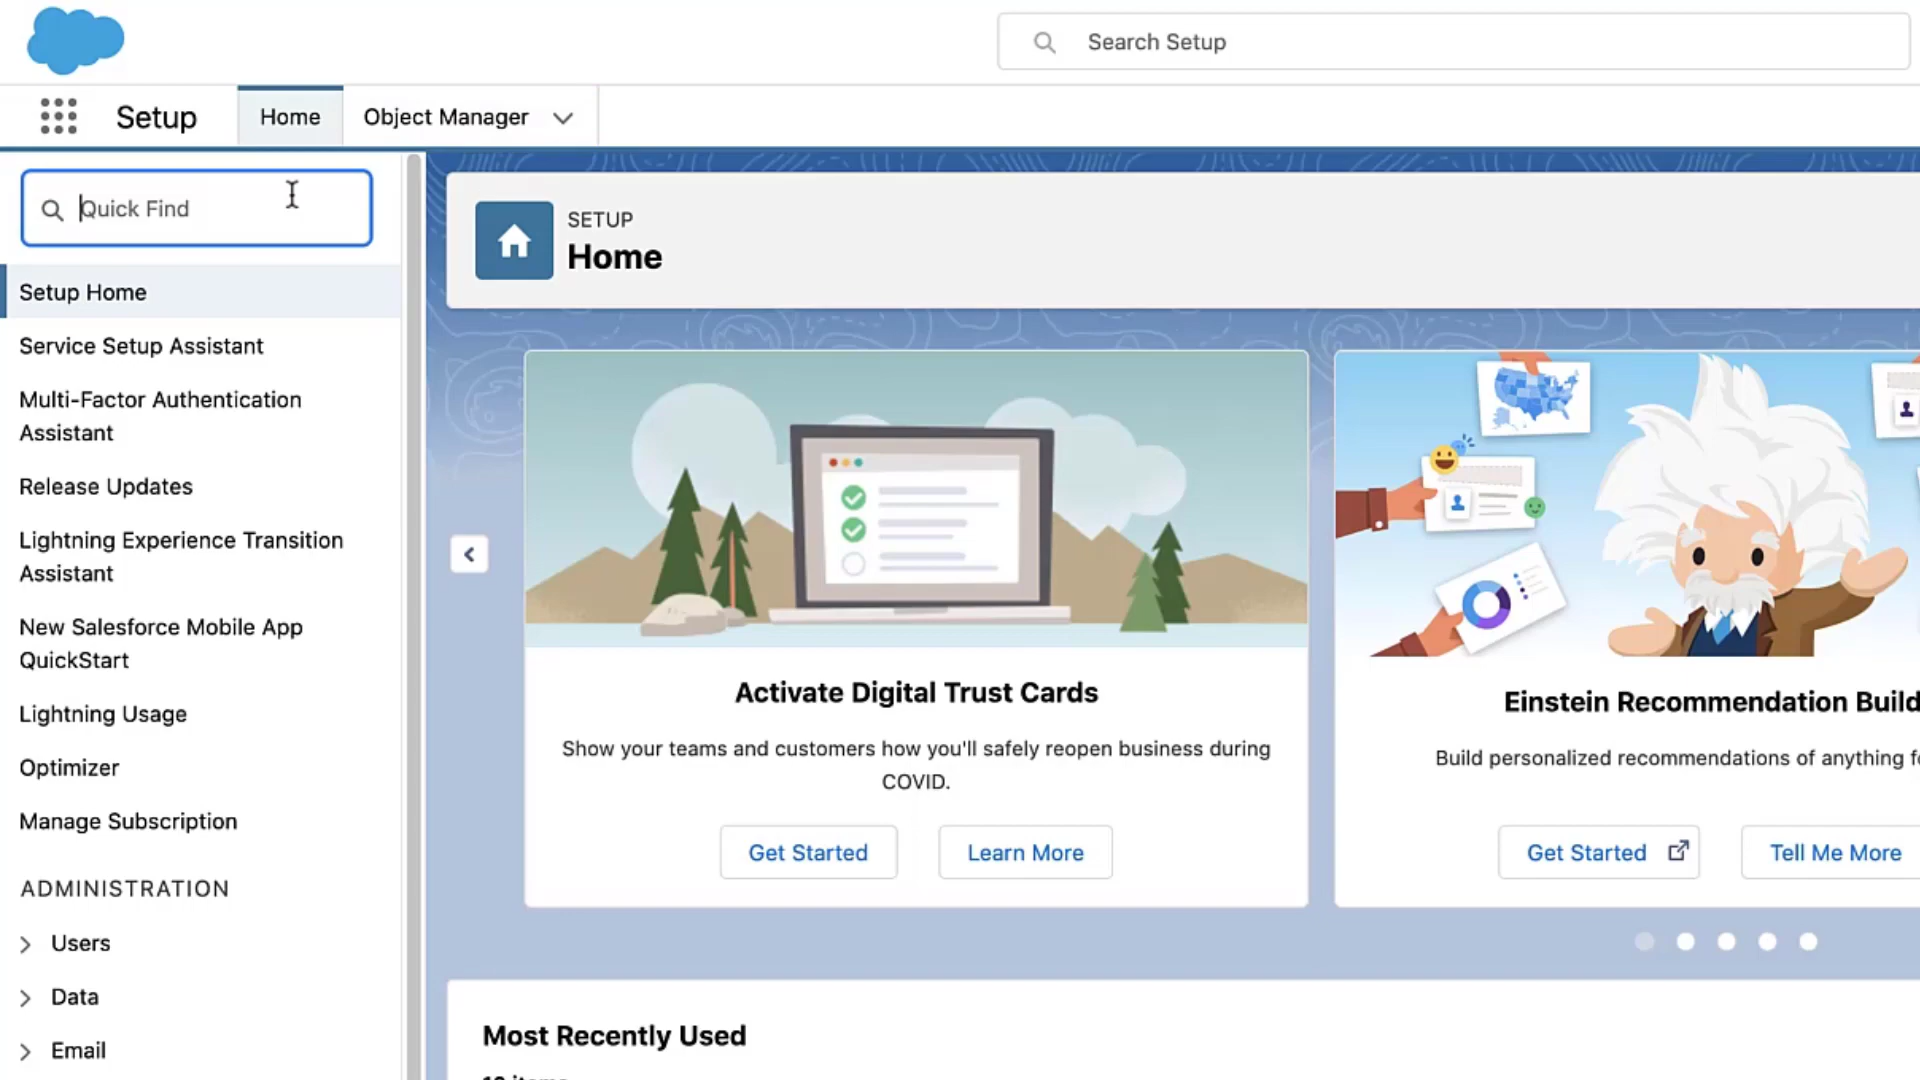 Search Setup
Setup
Home
Object Manager
Quick Find
Setup Home
Service Setup Assistant
Multi-Factor Authentication
Assistant
Release Updates
Lightning Experience Transition
Assistant
New Salesforce Mobile App
QuickStart
Lightning Usage
Optimizer
Manage Subscription
ADMINISTRATION
Users
Data
Email
SETUP
Home
Activate Digital Trust Cards
Show your teams and customers how you'll safely reopen business during
COVID.
Get Started
Learn More
Einstein Recommendation Build
Build personalized recommendations of anything
Get Started
Tell Me More
Most Recently Used